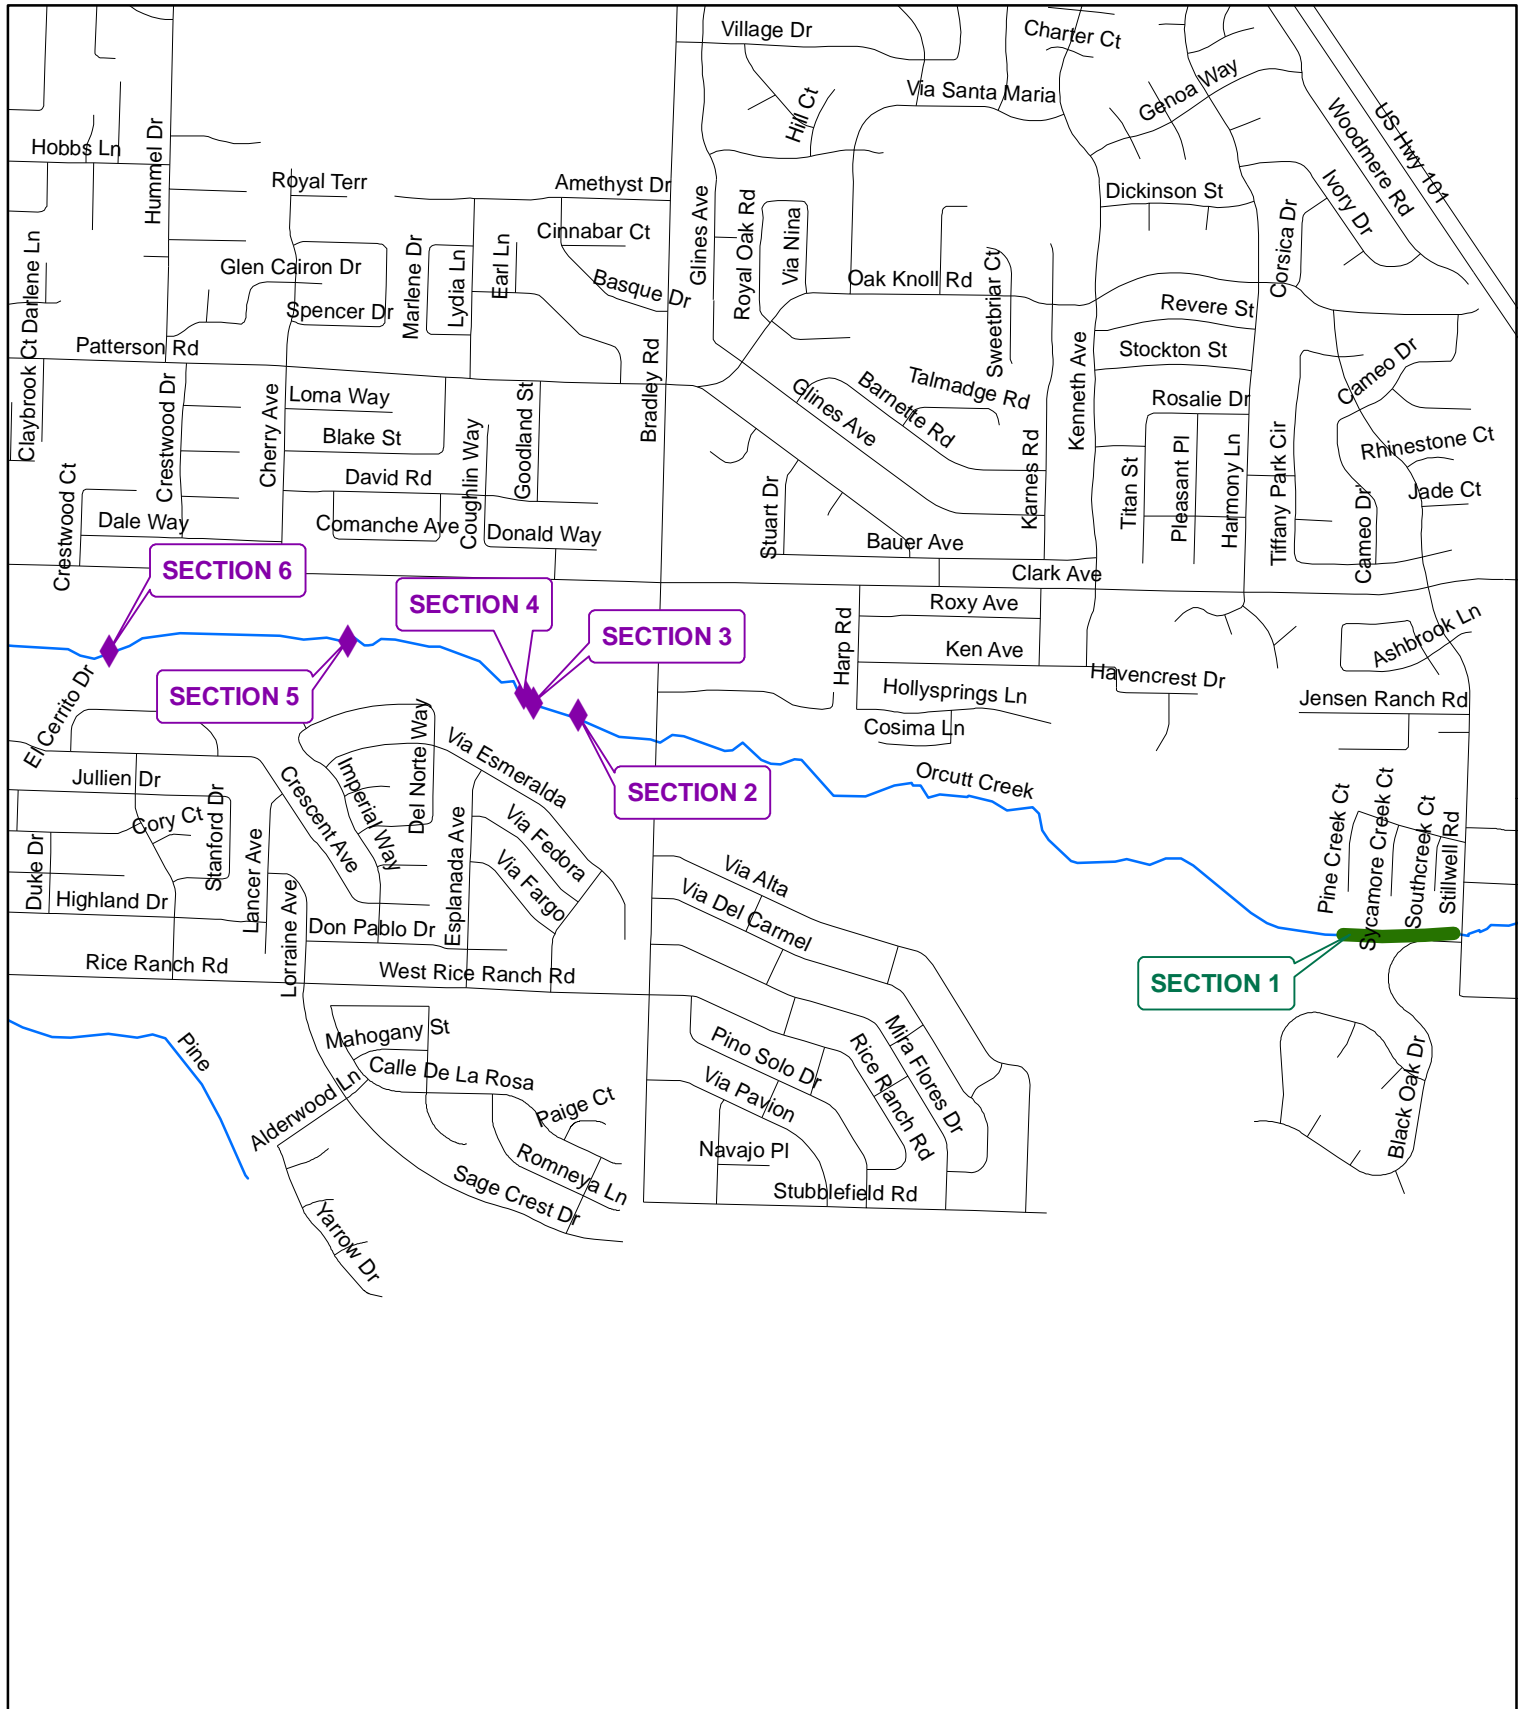 Village Dr
Charter Ct
Via Santa Maria
Genoa Way
Hill Ct
Woodmere Rd
US Hwy 101
Hobbs Ln
Hummel Dr
Royal Terr
Amethyst Dr
Dickinson St
Ivory Dr
Cinnabar Ct
Glines Ave
Royal Oak Rd
Via Nina
Corsica Dr
Darlene Ln
Glen Cairon Dr
Marlene Dr
Lydia Ln
Earl Ln
Basque Dr
Oak Knoll Rd
Sweetbriar Ct
Revere St
Spencer Dr
Patterson Rd
Stockton St
Claybrook Ct
Bradley Rd
Kenneth Ave
Cameo Dr
Crestwood Dr
Cherry Ave
Loma Way
Goodland St
Glines Ave
Barnette Rd
Talmadge Rd
Rosalie Dr
Blake St
Coughlin Way
Rhinestone Ct
David Rd
Karnes Rd
Titan St
Pleasant Pl
Harmony Ln
Tiffany Park Cir
Jade Ct
Crestwood Ct
Dale Way
Comanche Ave
Donald Way
Stuart Dr
Bauer Ave
Cameo Dr
Clark Ave
SECTION 6
SECTION 4
SECTION 3
Roxy Ave
Harp Rd
Ken Ave
Ashbrook Ln
Havencrest Dr
SECTION 5
Hollysprings Ln
Jensen Ranch Rd
El Cerrito Dr
Del Norte Way
Via Esmeralda
Cosima Ln
Jullien Dr
Crescent Ave
Imperial Way
SECTION 2
Orcutt Creek
Cory Ct
Stanford Dr
Via Fedora
Pine Creek Ct
Sycamore Creek Ct
Southcreek Ct
Stillwell Rd
Duke Dr
Lancer Ave
Esplanada Ave
Via Fargo
Via Alta
Highland Dr
Lorraine Ave
Don Pablo Dr
Via Del Carmel
Rice Ranch Rd
West Rice Ranch Rd
SECTION 1
Pine
Mahogany St
Calle De La Rosa
Alderwood Ln
Paige Ct
Pino Solo Dr
Rice Ranch Rd
Mira Flores Dr
Via Pavion
Black Oak Dr
Navajo Pl
Romneya Ln
Sage Crest Dr
Stubblefield Rd
Yarrow Dr